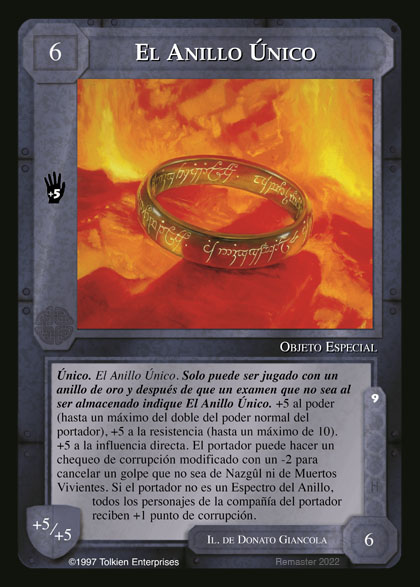 6
El Anillo Único
+5
Objeto Especial
Único. El Anillo Único. Solo puede ser jugado con un
anillo de oro y después de que un examen que no sea al
ser almacenado indique El Anillo Único. +5 al poder
(hasta un máximo del doble del poder normal del
portador), +5 a la resistencia (hasta un máximo de 10).
+5 a la influencia directa. El portador puede hacer un
chequeo de corrupción modificado con un -2 para
cancelar un golpe que no sea de Nazgûl ni de Muertos
Vivientes. Si el portador no es un Espectro del Anillo,
todos los personajes de la compañía del portador
reciben +1 punto de corrupción.
9
+5/+5
Il. de Donato Giancola
6
©1997 Tolkien Enterprises
Remaster 2022